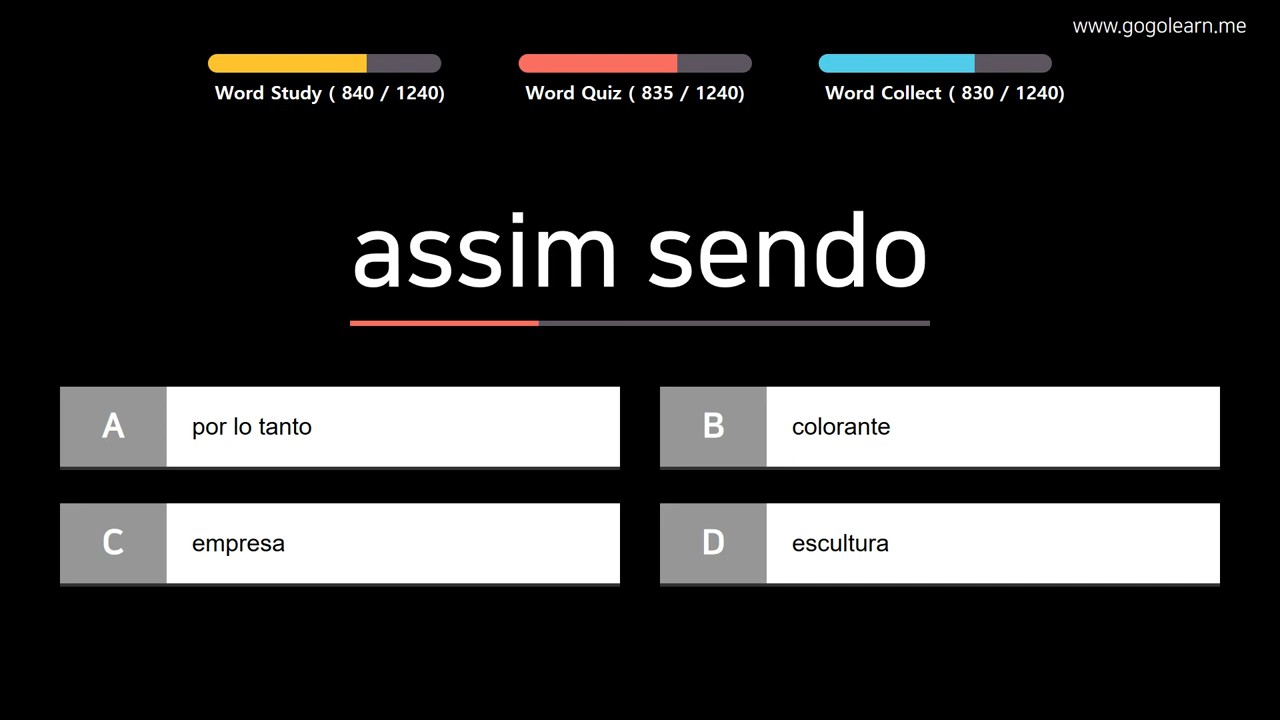 www.gogolearn.me
Word Study ( 840 / 1240)
Word Quiz ( 835 / 1240)
Word Collect ( 830 / 1240)
assim sendo
A por lo tanto
B colorante
C empresa
D escultura